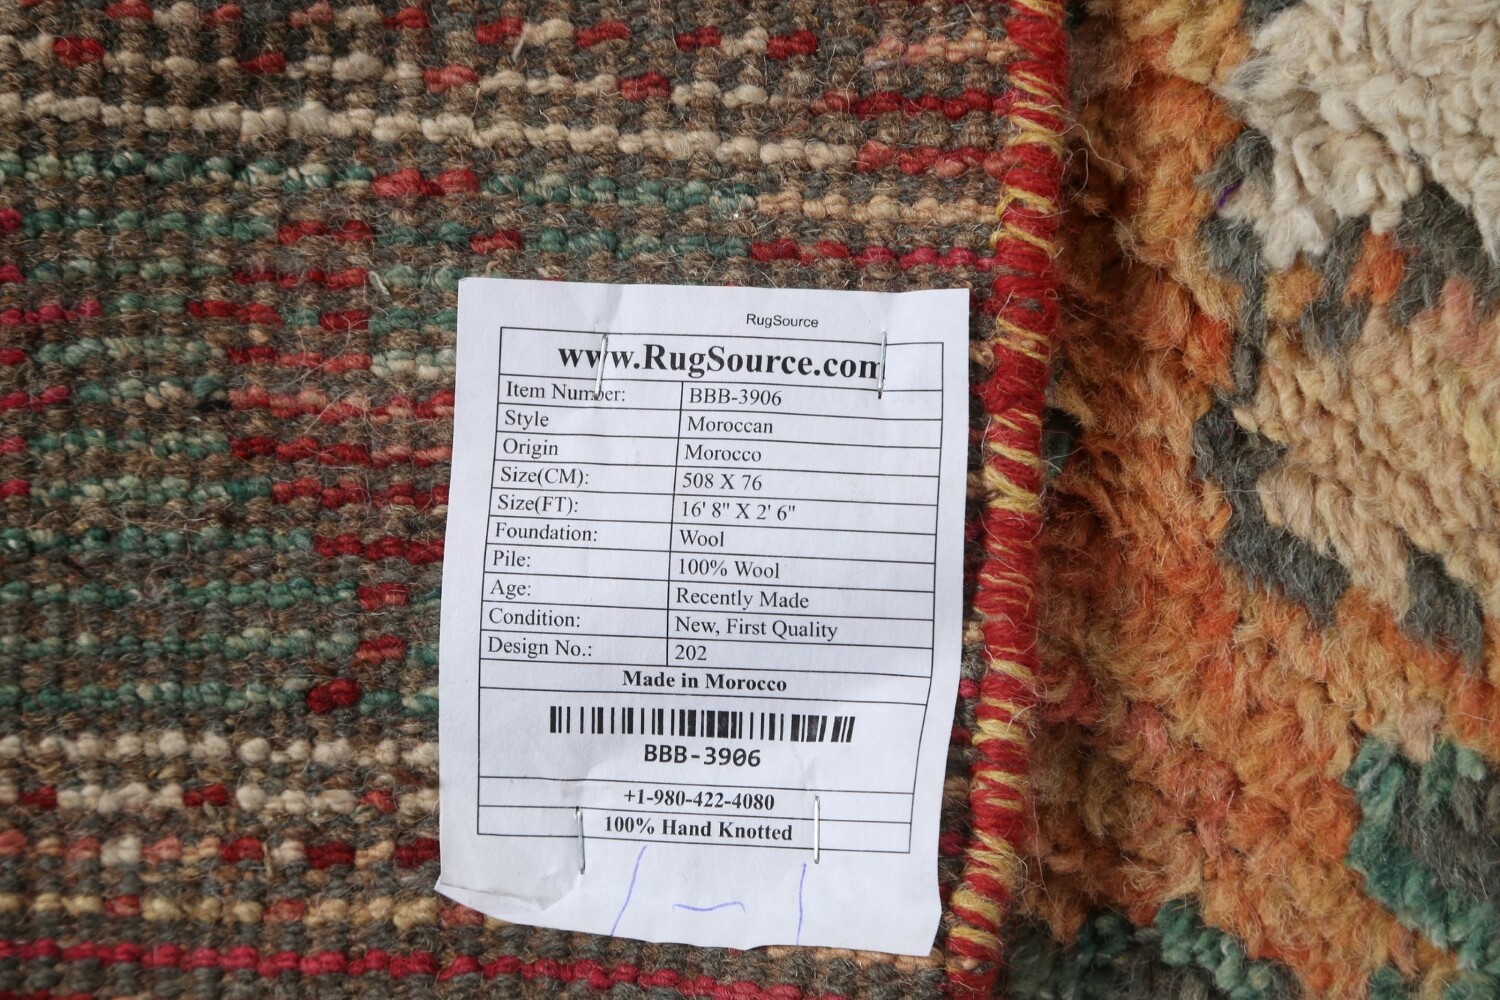 RugSource
www.RugSource.com
Item Number: BBB-3906
Style Moroccan
Origin Morocco
Size(CM): 508 X 76
Size(FT): 16' 8" X 2' 6"
Foundation: Wool
Pile: 100% Wool
Age: Recently Made
Condition: New, First Quality
Design No.: 202
Made in Morocco
BBB-3906
+1-980-422-4080
100% Hand Knotted